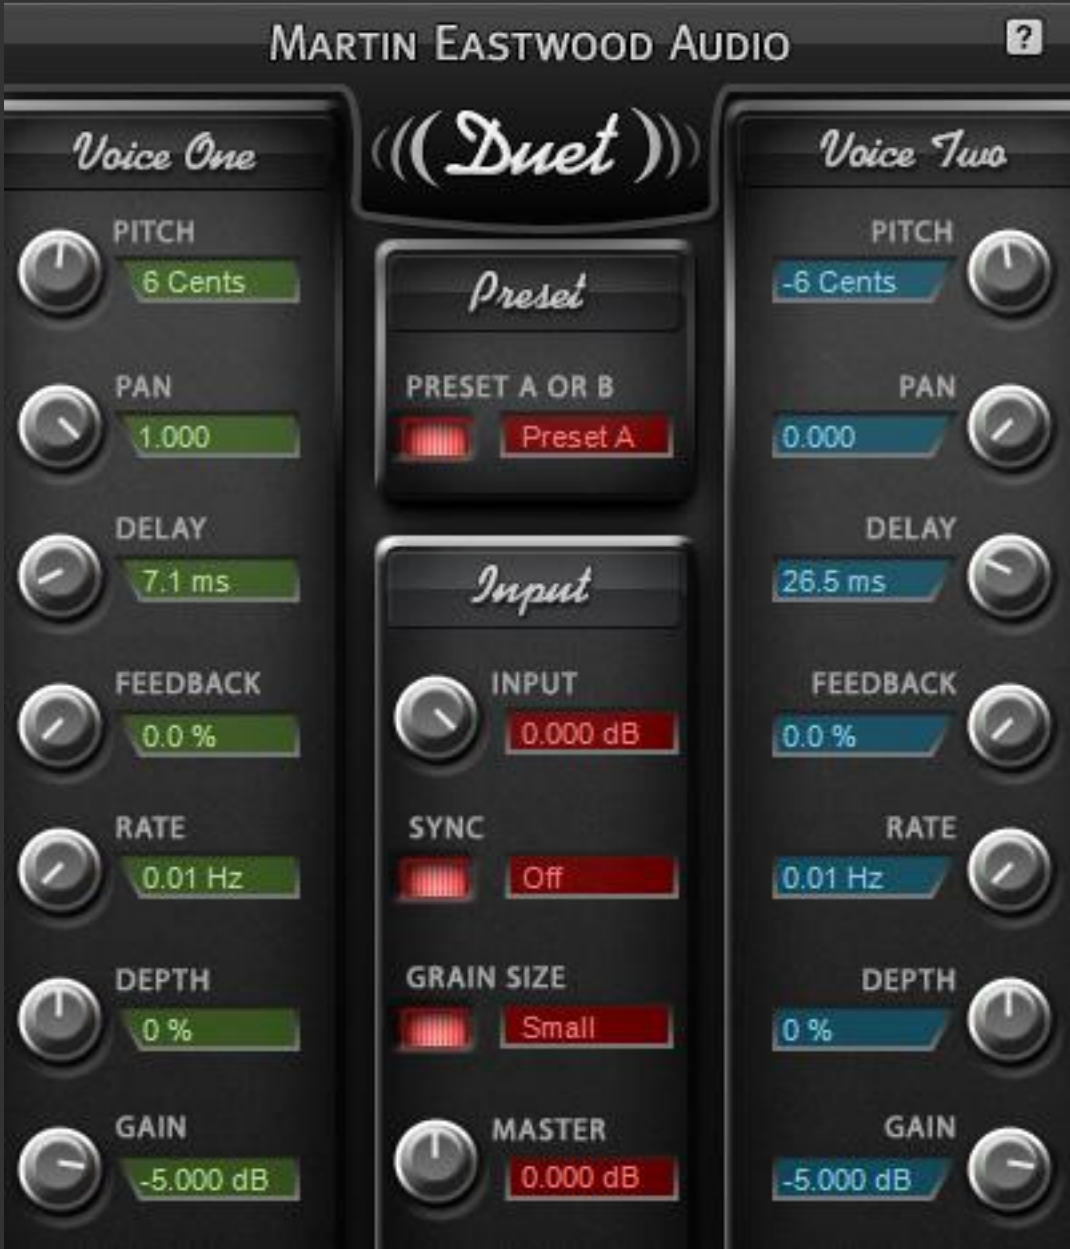 Martin Eastwood Audio
?
Duet
Voice One
PITCH
6 Cents
PAN
1.000
DELAY
7.1 ms
FEEDBACK
0.0 %
RATE
0.01 Hz
DEPTH
0 %
GAIN
-5.000 dB
Preset
PRESET A OR B
Preset A
Input
INPUT
0.000 dB
SYNC
Off
GRAIN SIZE
Small
MASTER
0.000 dB
Voice Two
PITCH
-6 Cents
PAN
0.000
DELAY
26.5 ms
FEEDBACK
0.0 %
RATE
0.01 Hz
DEPTH
0 %
GAIN
-5.000 dB